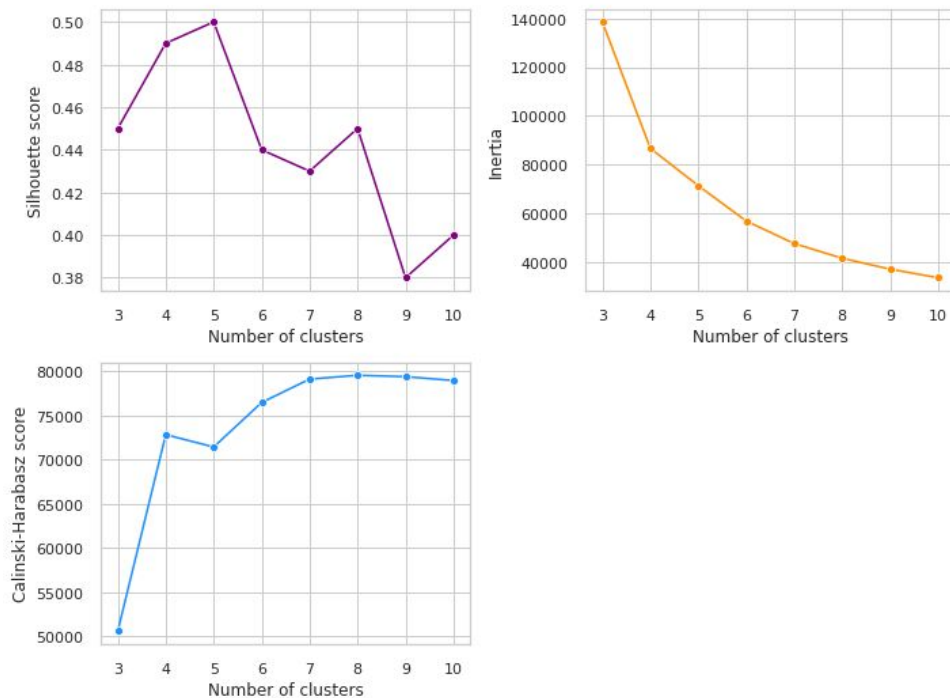 0.50
0.48
0.46
0.44
0.42
0.40
0.38
Silhouette score
3 4 5 6 7 8 9 10
Number of clusters
140000
120000
100000
80000
60000
40000
Inertia
3 4 5 6 7 8 9 10
Number of clusters
80000
75000
70000
65000
60000
55000
50000
Calinski-Harabasz score
3 4 5 6 7 8 9 10
Number of clusters